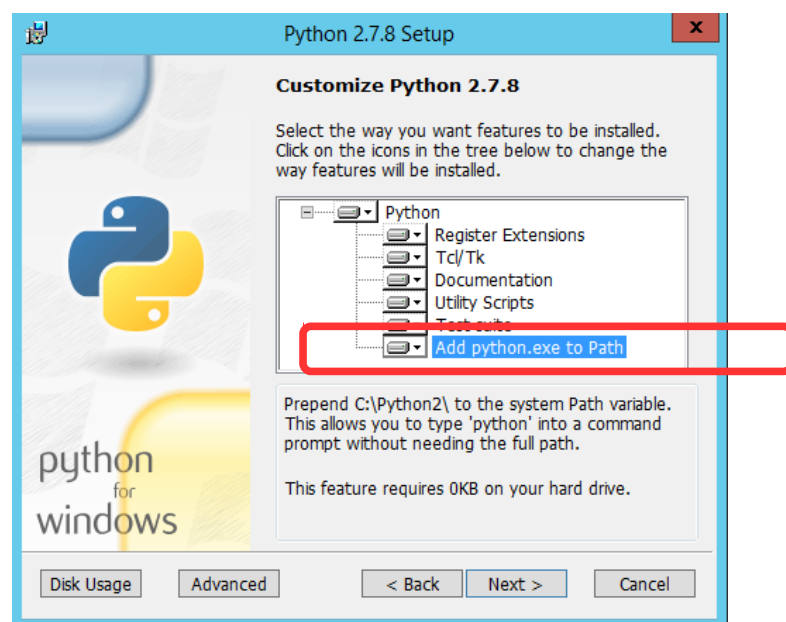 Python 2.7.8 Setup
x
Customize Python 2.7.8
Select the way you want features to be installed.
Click on the icons in the tree below to change the
way features will be installed.
Python
Register Extensions
Tcl/Tk
Documentation
Utility Scripts
Test suite
Add python.exe to Path
Prepend C:\Python2\ to the system Path variable.
This allows you to type 'python' into a command
prompt without needing the full path.
This feature requires 0KB on your hard drive.
python
for
windows
Disk Usage
Advanced
< Back
Next >
Cancel